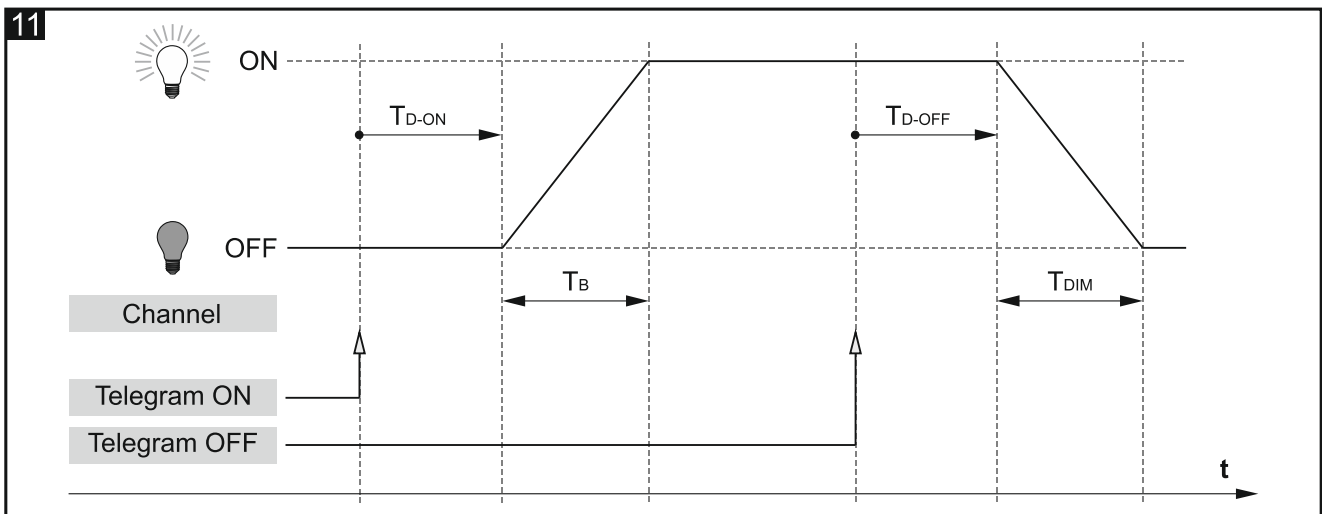 11
ON
TD-ON
TD-OFF
OFF
TB
TDIM
Channel
Telegram ON
Telegram OFF
t